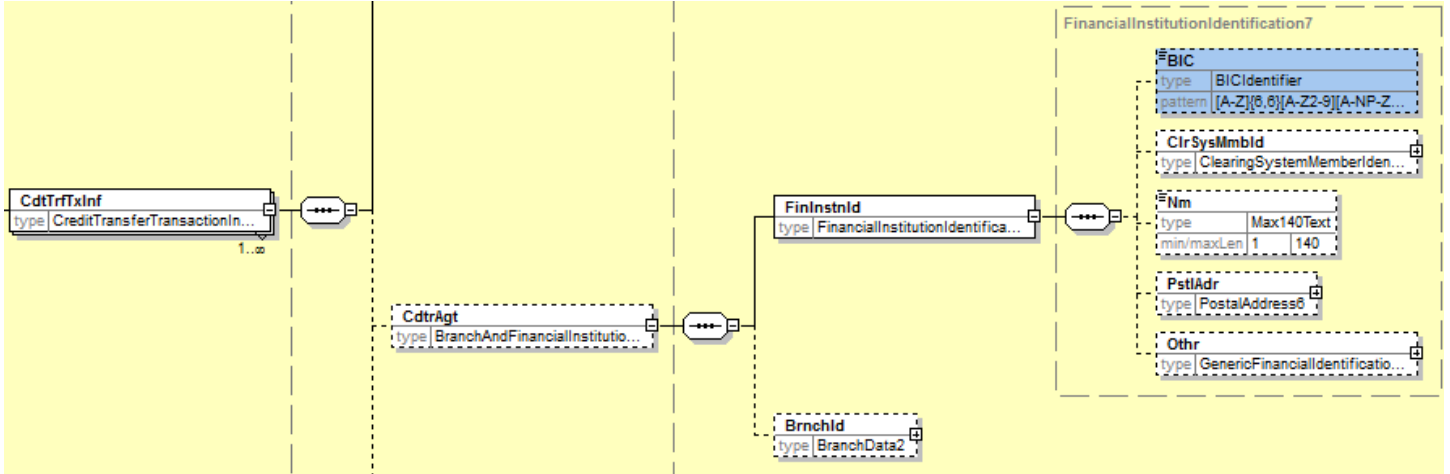 FinancialInstitutionIdentification7
BIC
type BICIdentifier
pattern [A-Z]{6,6}[A-Z2-9][A-NP-Z...
ClrSysMmbId
type ClearingSystemMemberIden...
CdtTrfTxInf
type CreditTransferTransactionIn...
1..∞
FinInstnId
type FinancialInstitutionIdentifica...
Nm
type Max140Text
min/maxLen 1 140
PstlAdr
type PostalAddress6
CdtrAgt
type BranchAndFinancialInstitutio...
Othr
type GenericFinancialIdentificatio...
BrnchId
type BranchData2